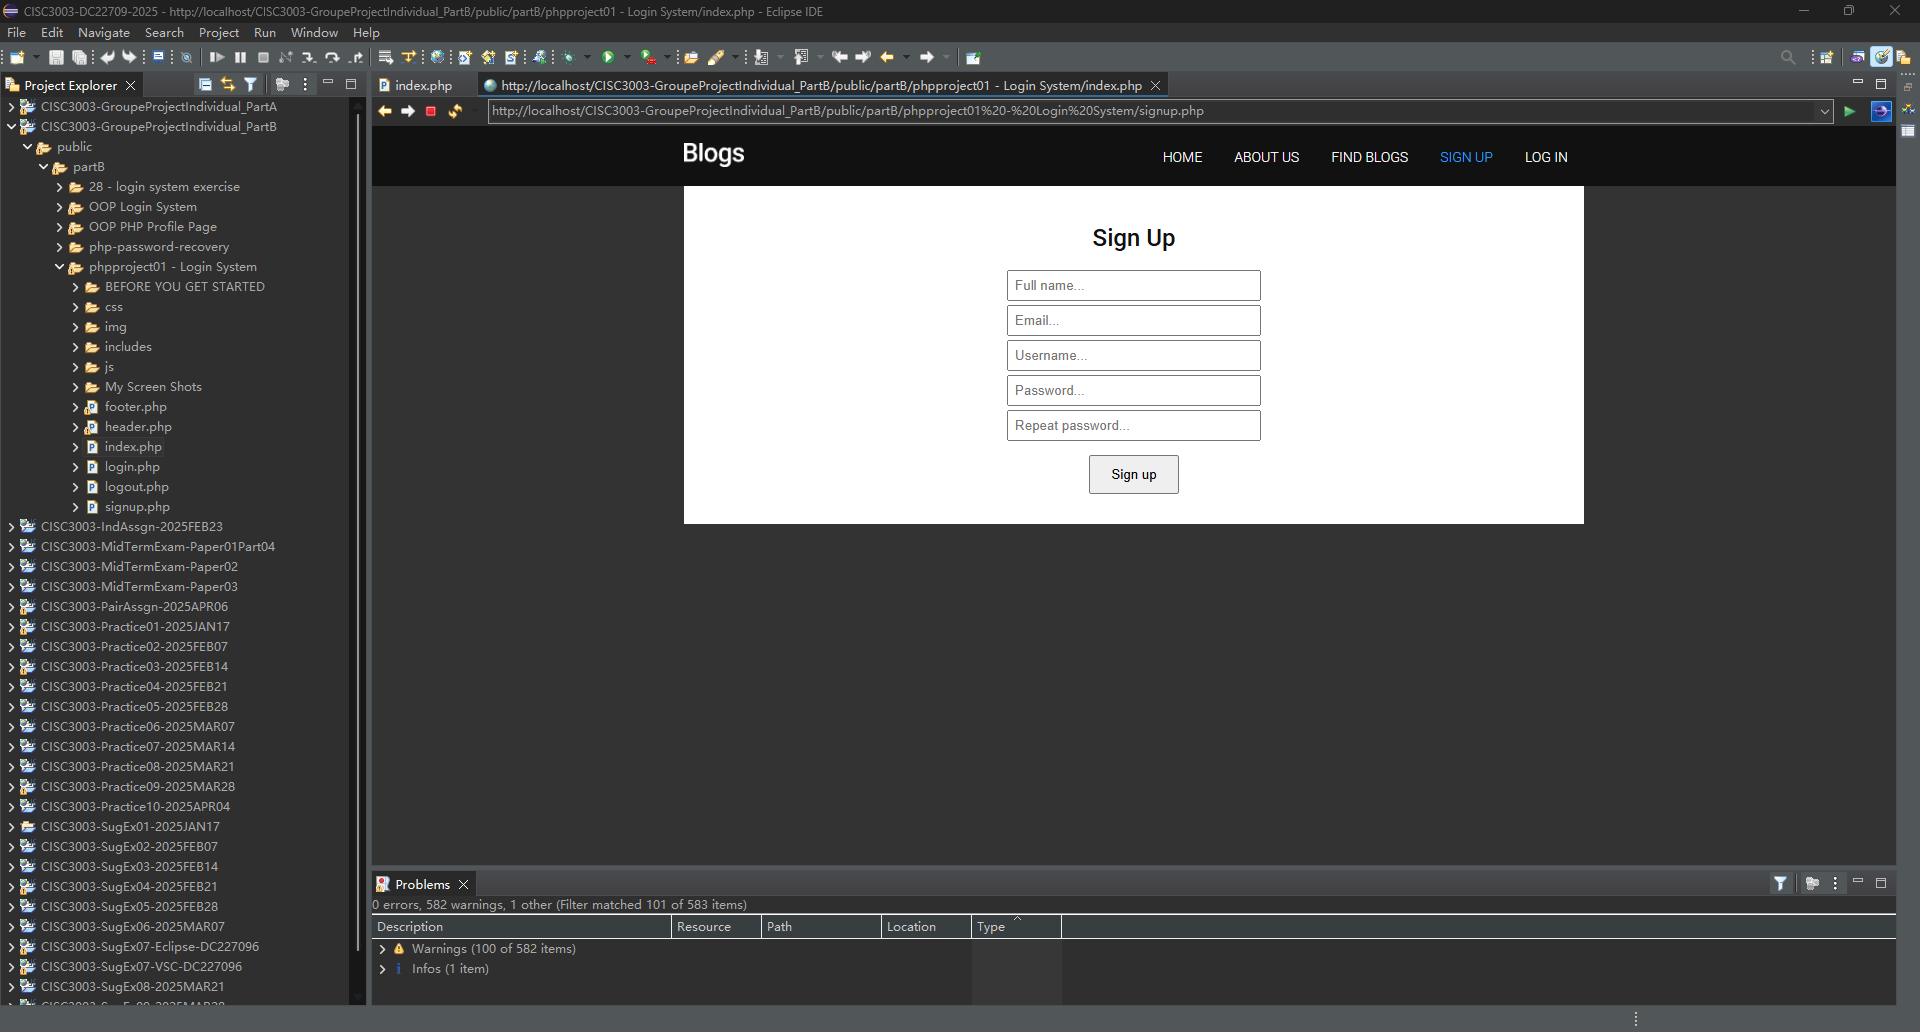 CISC3003-DC22709-2025 - http://localhost/CISC3003-GroupeProjectIndividual_PartB/public/partB/phpproject01 - Login System/index.php - Eclipse IDE
File Edit Navigate Search Project Run Window Help
Project Explorer
index.php
http://localhost/CISC3003-GroupeProjectIndividual_PartB/public/partB/phpproject01 - Login System/index.php
http://localhost/CISC3003-GroupeProjectIndividual_PartB/public/partB/phpproject01%20-%20Login%20System/signup.php
CISC3003-GroupeProjectIndividual_PartA
CISC3003-GroupeProjectIndividual_PartB
public
partB
28 - login system exercise
OOP Login System
OOP PHP Profile Page
php-password-recovery
phpproject01 - Login System
BEFORE YOU GET STARTED
css
img
includes
js
My Screen Shots
footer.php
header.php
index.php
login.php
logout.php
signup.php
CISC3003-IndAssgn-2025FEB23
CISC3003-MidTermExam-Paper01Part04
CISC3003-MidTermExam-Paper02
CISC3003-MidTermExam-Paper03
CISC3003-PairAssgn-2025APR06
CISC3003-Practice01-2025JAN17
CISC3003-Practice02-2025FEB07
CISC3003-Practice03-2025FEB14
CISC3003-Practice04-2025FEB21
CISC3003-Practice05-2025FEB28
CISC3003-Practice06-2025MAR07
CISC3003-Practice07-2025MAR14
CISC3003-Practice08-2025MAR21
CISC3003-Practice09-2025MAR28
CISC3003-Practice10-2025APR04
CISC3003-SugEx01-2025JAN17
CISC3003-SugEx02-2025FEB07
CISC3003-SugEx03-2025FEB14
CISC3003-SugEx04-2025FEB21
CISC3003-SugEx05-2025FEB28
CISC3003-SugEx06-2025MAR07
CISC3003-SugEx07-Eclipse-DC227096
CISC3003-SugEx07-VSC-DC227096
CISC3003-SugEx08-2025MAR21
Blogs
HOME ABOUT US FIND BLOGS SIGN UP LOG IN
Sign Up
Full name...
Email...
Username...
Password...
Repeat password...
Sign up
Problems
0 errors, 582 warnings, 1 other (Filter matched 101 of 583 items)
Description Resource Path Location Type
Warnings (100 of 582 items)
Infos (1 item)